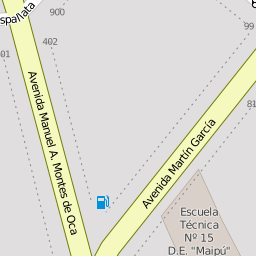 spañata
900
99
401
402
Avenida Manuel A. Montes de Oca
Avenida Martín García
81
Escuela
Técnica
Nº 15
D.E. "Maipú"